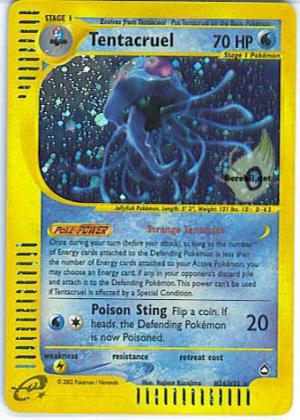 STAGE 1
Evolves from Tentacool Put Tentacruel on the Basic Pokémon
Tentacruel 70 HP
Stage 1 Pokémon
Serebii.net
Jellyfish Pokémon. Length: 5' 3", Weight: 121 lbs. ID: D-62
Poké-POWER Strange Tentacles
Once during your turn (before your attack), as long as the number
of Energy cards attached to the Defending Pokémon is less than
the number of Energy cards attached to your Active Pokémon, you
may choose an Energy card, if any, in your opponent's discard pile
and attach it to the Defending Pokémon. This power can't be used
if Tentacruel is affected by a Special Condition.
Poison Sting Flip a coin. If
heads, the Defending Pokémon
is now Poisoned.
20
weakness resistance retreat cost
e
© 2002 Pokémon / Nintendo Illus. Hajime Kusajima